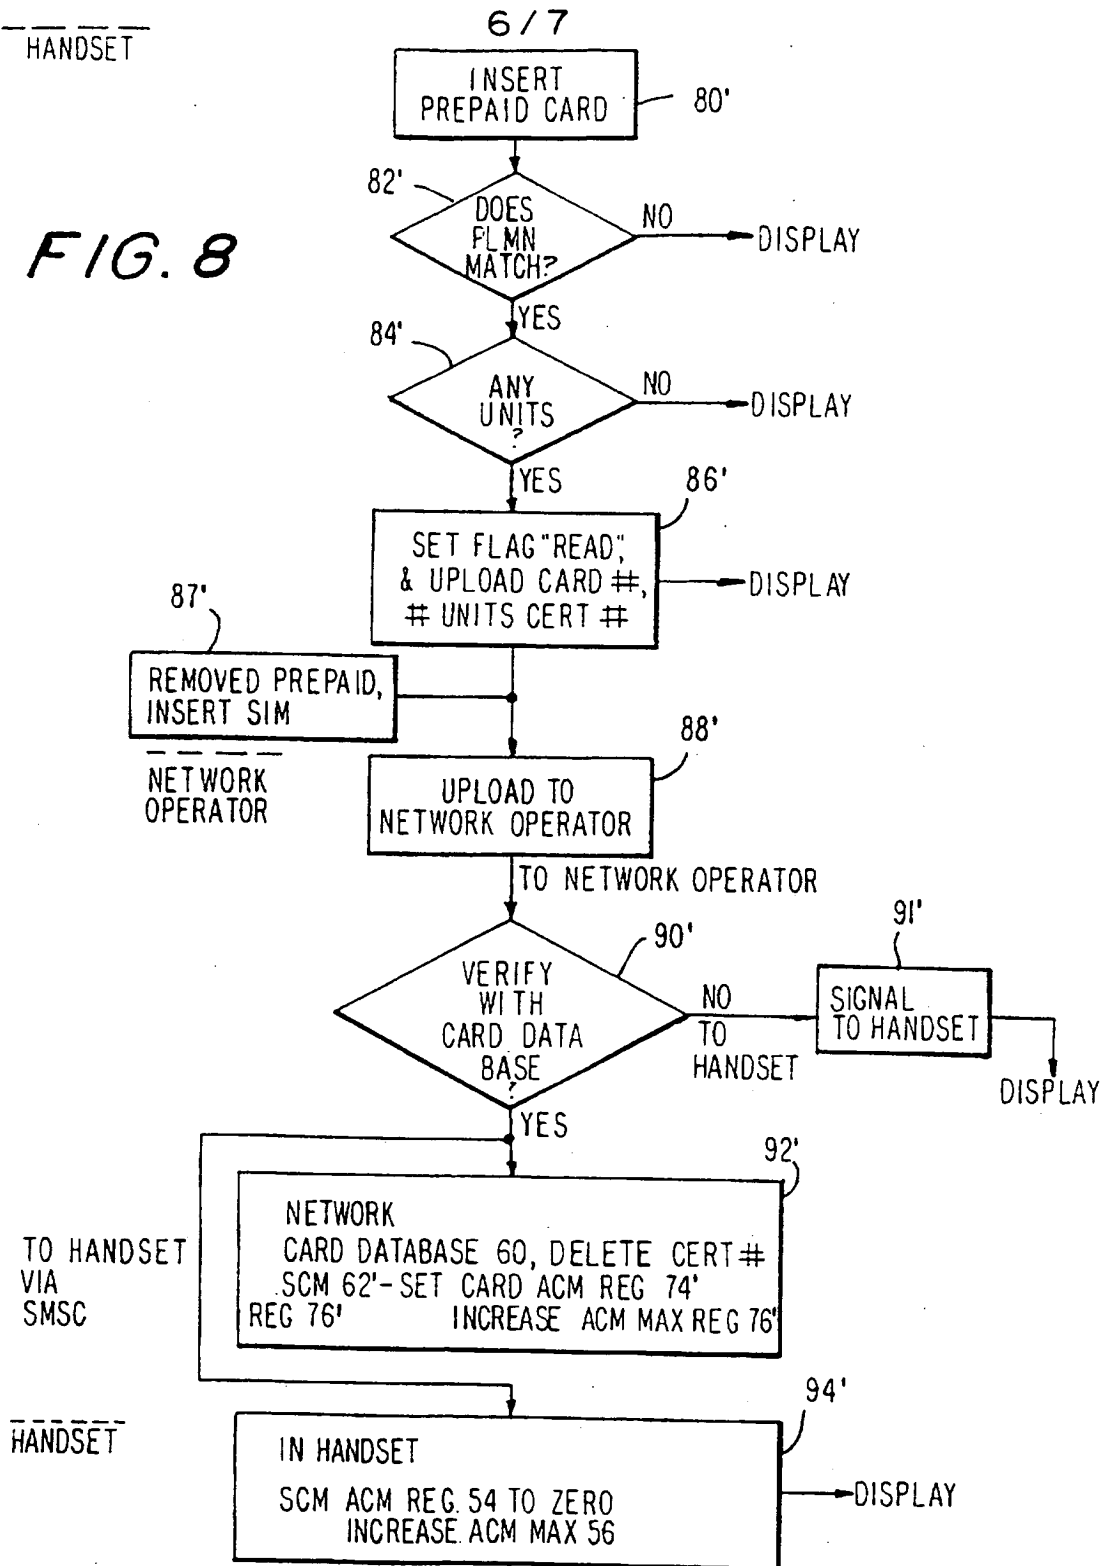 6/7
HANDSET
INSERT
PREPAID CARD
80'
82'
DOES
PLMN
MATCH?
NO
DISPLAY
FIG. 8
YES
84'
ANY
UNITS
?
NO
DISPLAY
YES
86'
SET FLAG "READ",
& UPLOAD CARD #,
# UNITS CERT #
DISPLAY
87'
REMOVED PREPAID,
INSERT SIM
NETWORK
OPERATOR
88'
UPLOAD TO
NETWORK OPERATOR
TO NETWORK OPERATOR
90'
VERIFY
WITH
CARD DATA
BASE
?
NO
TO
HANDSET
91'
SIGNAL
TO HANDSET
DISPLAY
YES
92'
NETWORK
CARD DATABASE 60, DELETE CERT #
SCM 62'-SET CARD ACM REG 74'
REG 76' INCREASE ACM MAX REG 76'
TO HANDSET
VIA
SMSC
HANDSET
94'
IN HANDSET
SCM ACM REG. 54 TO ZERO
INCREASE ACM MAX 56
DISPLAY